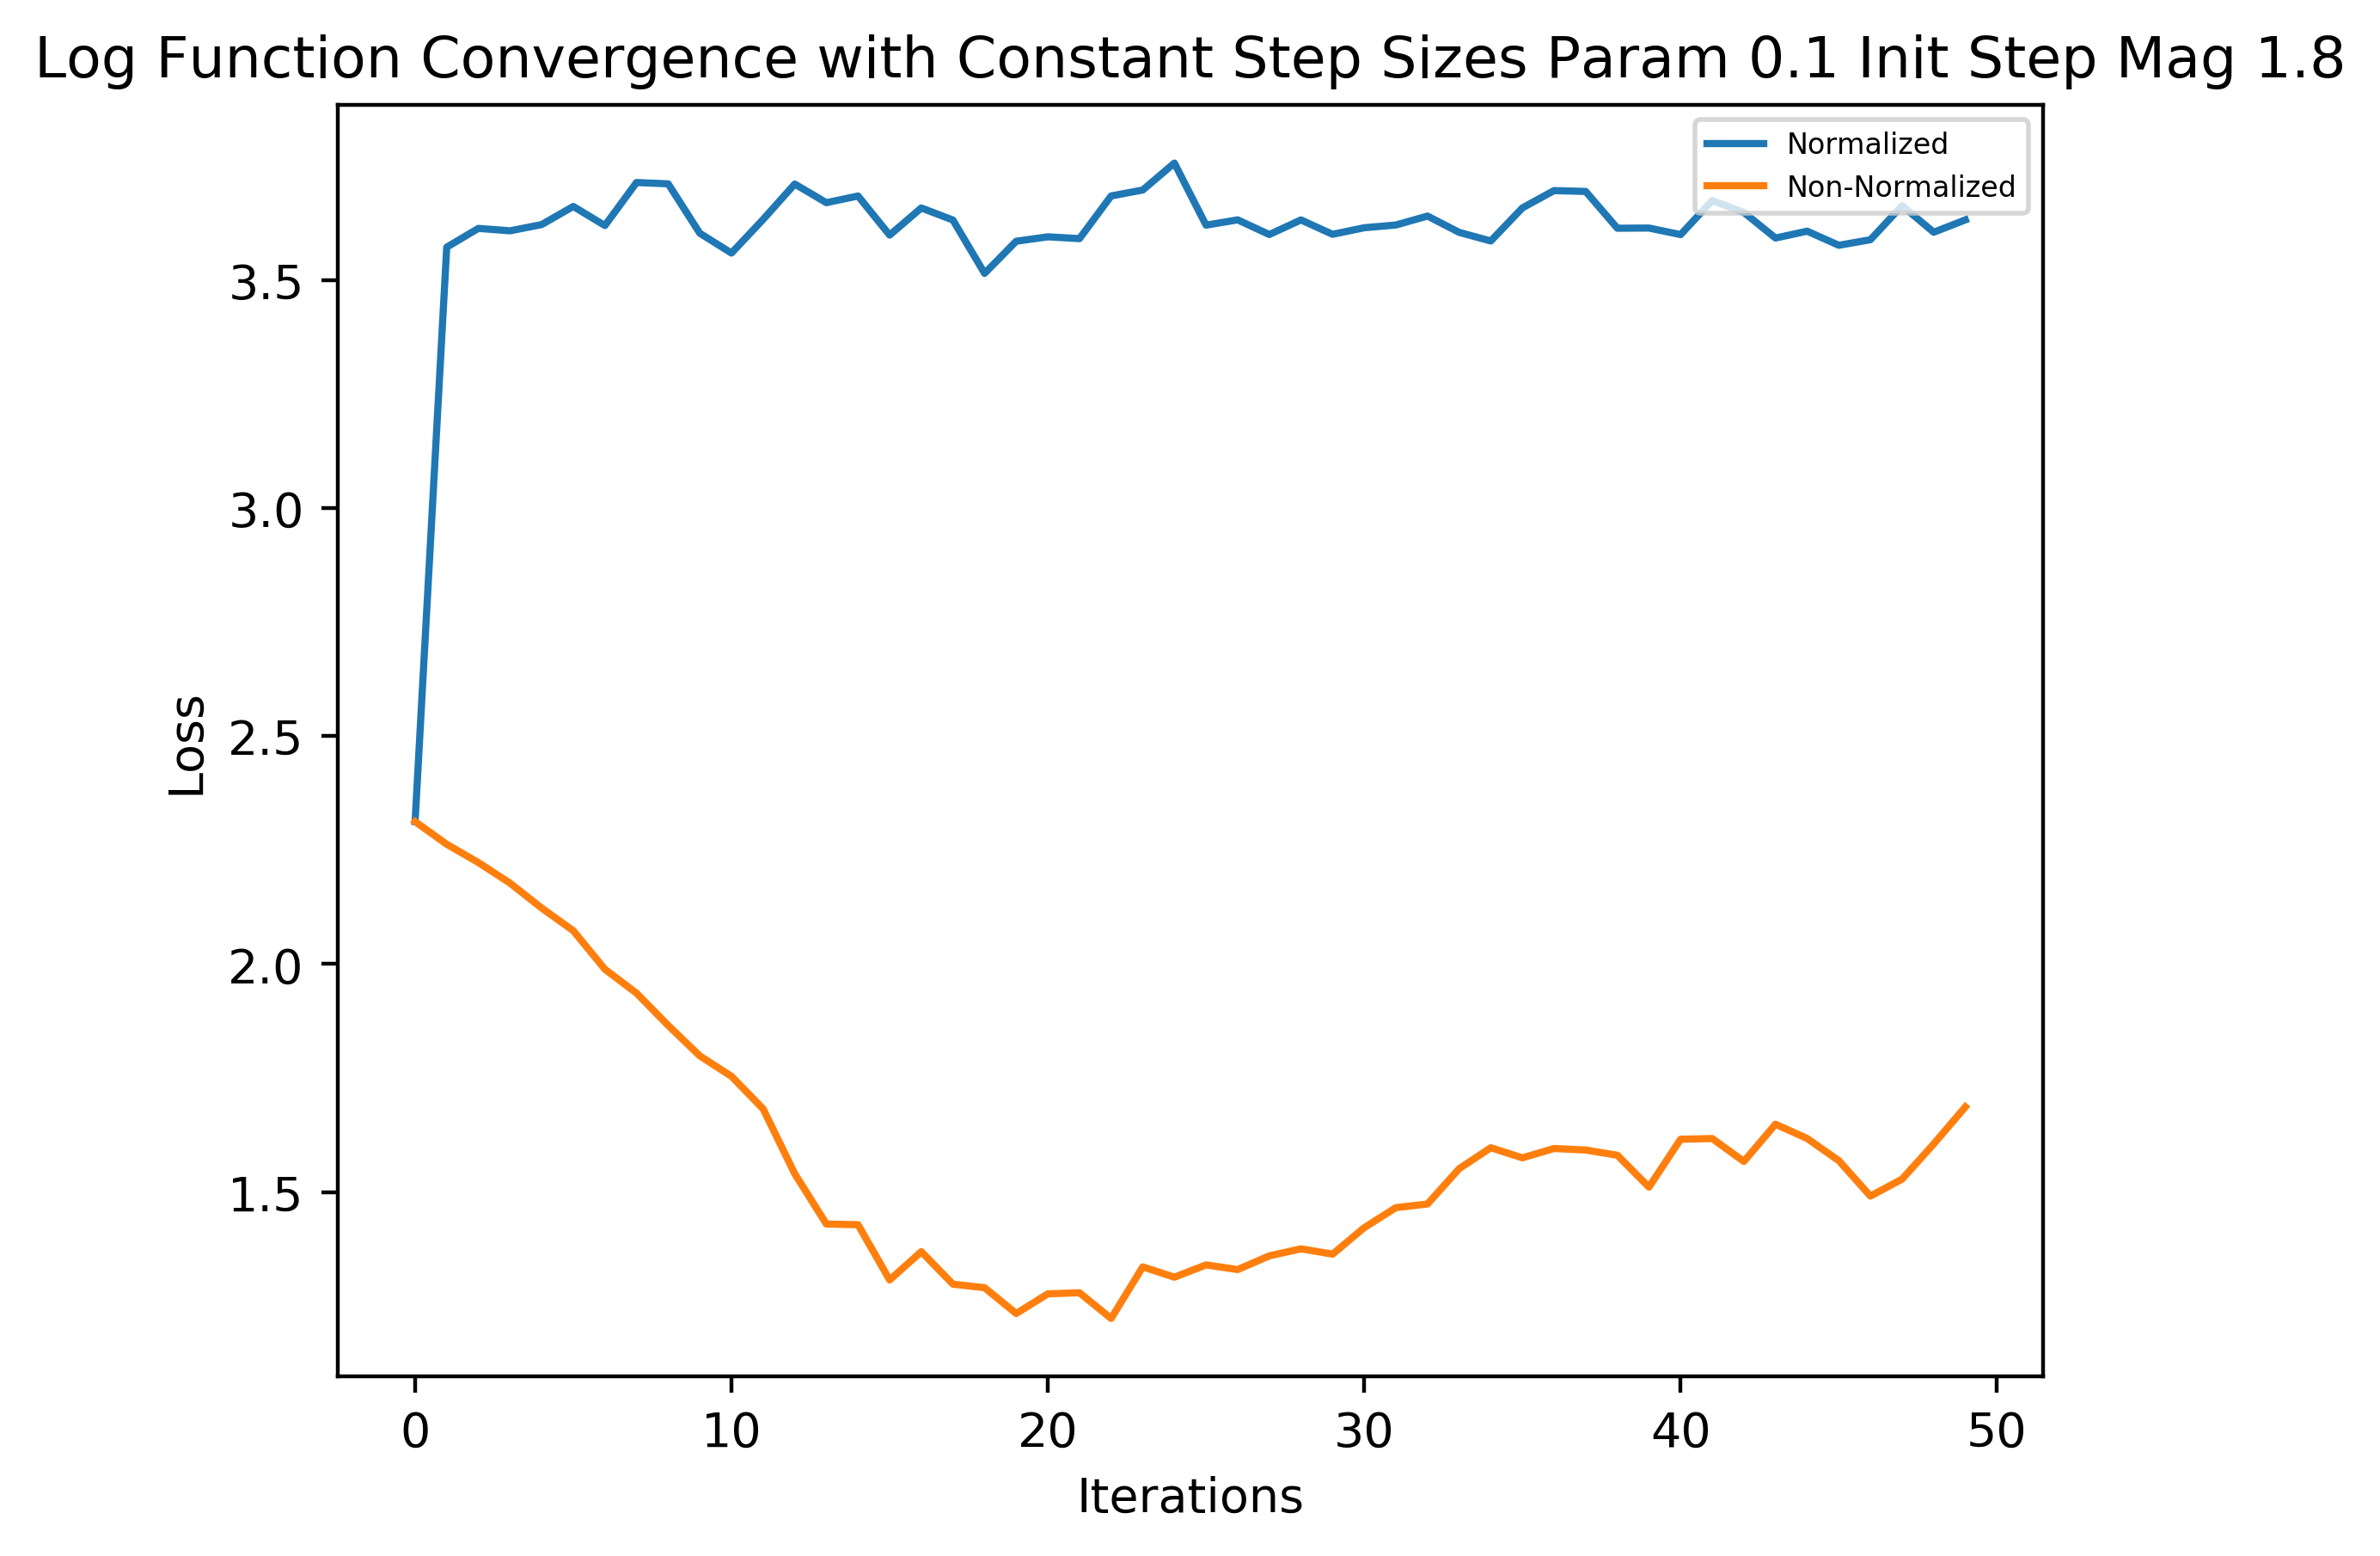 Log Function Convergence with Constant Step Sizes Param 0.1 Init Step Mag 1.8
Normalized
Non-Normalized
3.5
3.0
2.5
2.0
1.5
Loss
0 10 20 30 40 50
Iterations